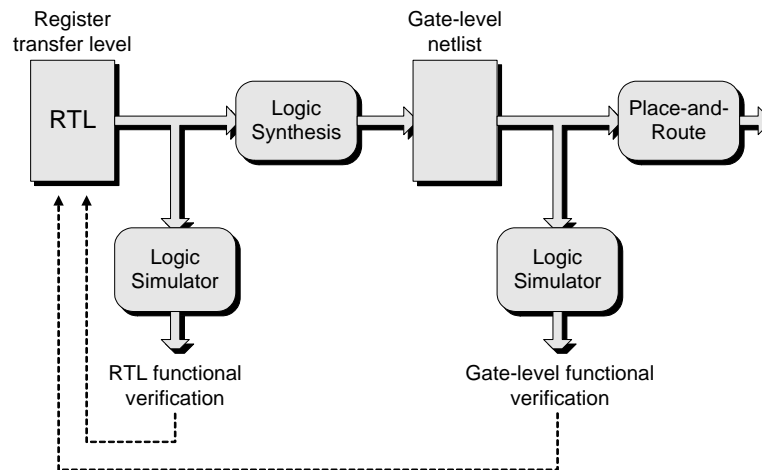 Register
transfer level
Gate-level
netlist
RTL
Logic
Synthesis
Place-and-
Route
Logic
Simulator
Logic
Simulator
RTL functional
verification
Gate-level functional
verification